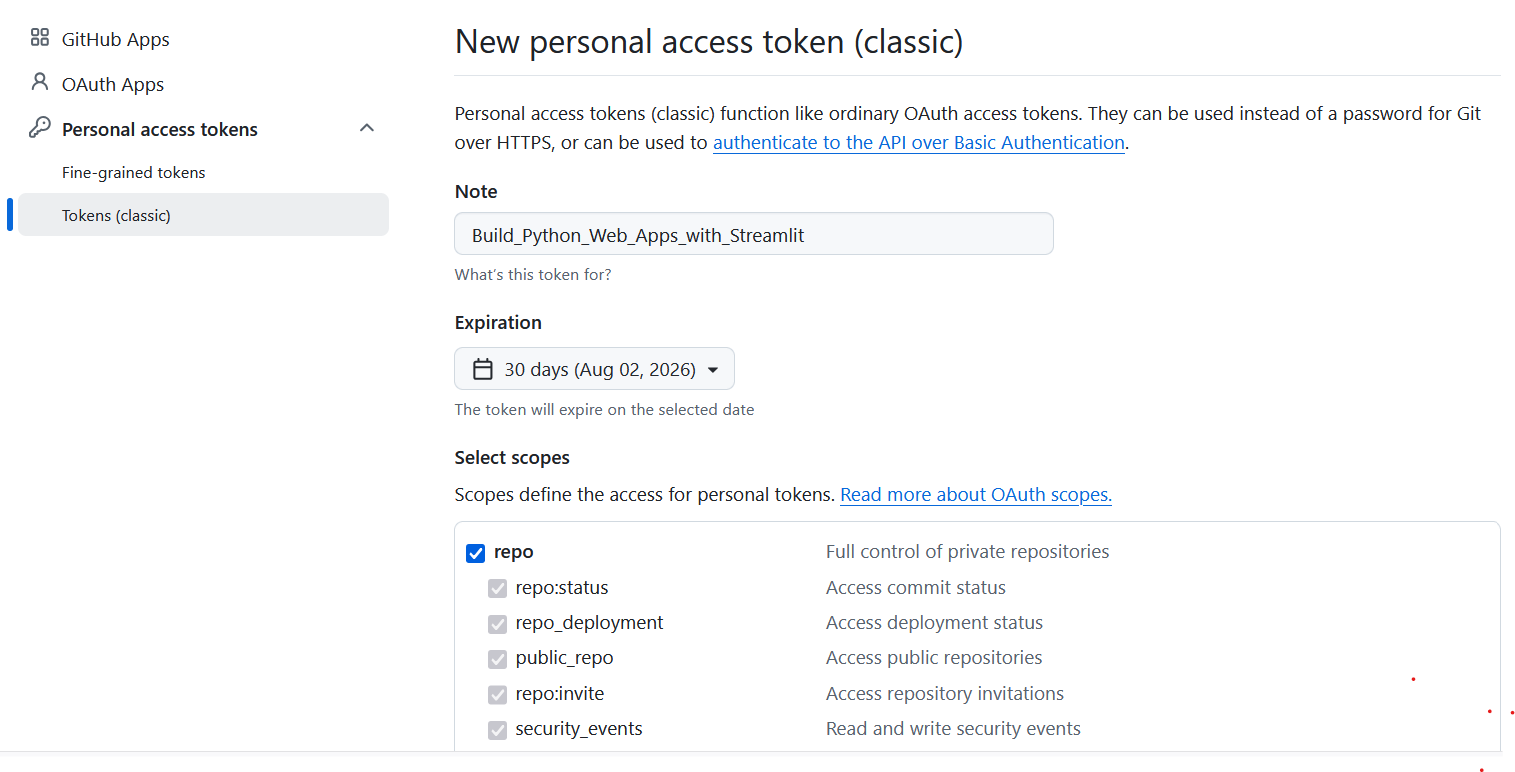 GitHub Apps
OAuth Apps
Personal access tokens
Fine-grained tokens
Tokens (classic)
New personal access token (classic)
Personal access tokens (classic) function like ordinary OAuth access tokens. They can be used instead of a password for Git
over HTTPS, or can be used to authenticate to the API over Basic Authentication.
Note
Build_Python_Web_Apps_with_Streamlit
What's this token for?
Expiration
30 days (Aug 02, 2026)
The token will expire on the selected date
Select scopes
Scopes define the access for personal tokens. Read more about OAuth scopes.
repo Full control of private repositories
repo:status Access commit status
repo_deployment Access deployment status
public_repo Access public repositories
repo:invite Access repository invitations
security_events Read and write security events